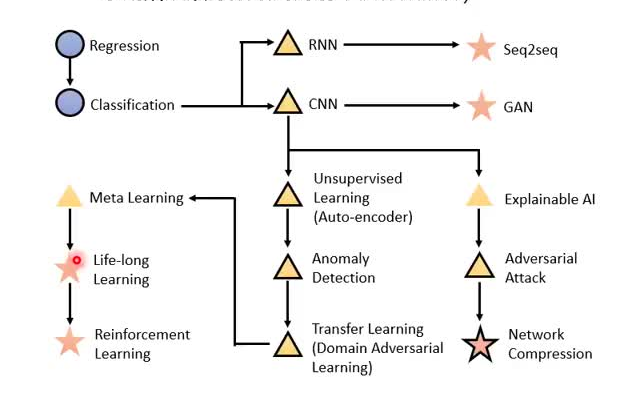 Regression
RNN
Seq2seq
Classification
CNN
GAN
Meta Learning
Unsupervised
Learning
(Auto-encoder)
Explainable AI
Life-long
Learning
Anomaly
Detection
Adversarial
Attack
Reinforcement
Learning
Transfer Learning
(Domain Adversarial
Learning)
Network
Compression